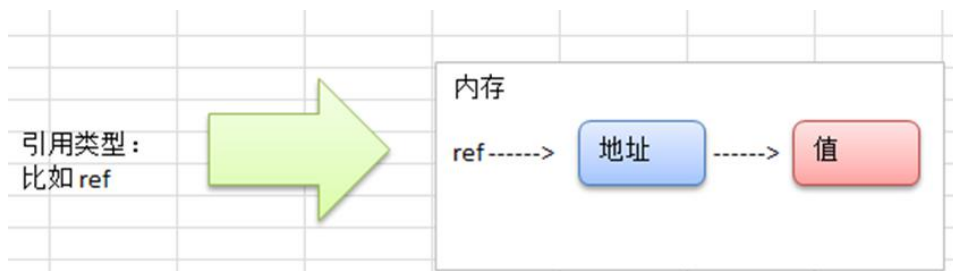 引用类型：
比如 ref
内存
ref------> 地址 ------> 值